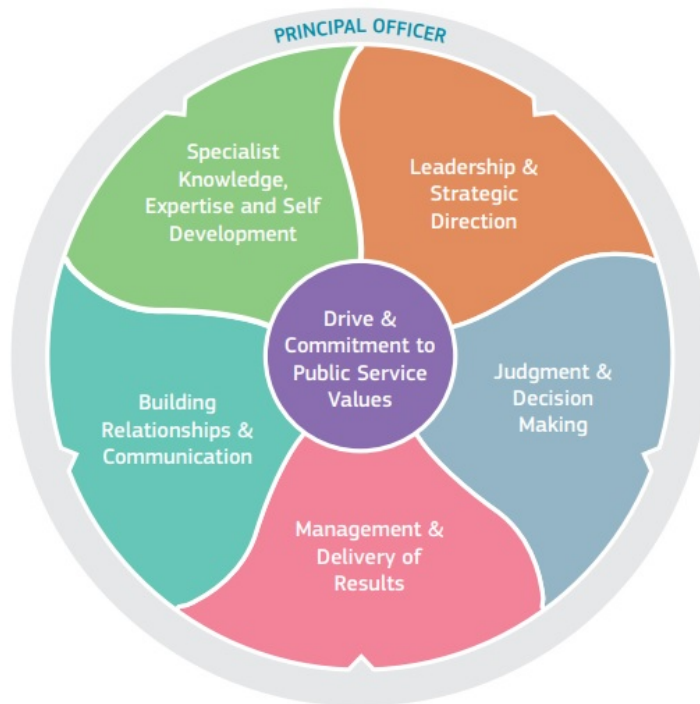 PRINCIPAL OFFICER
Specialist
Knowledge,
Expertise and Self
Development
Leadership &
Strategic
Direction
Drive &
Commitment to
Public Service
Values
Judgment &
Decision
Making
Building
Relationships &
Communication
Management &
Delivery of
Results